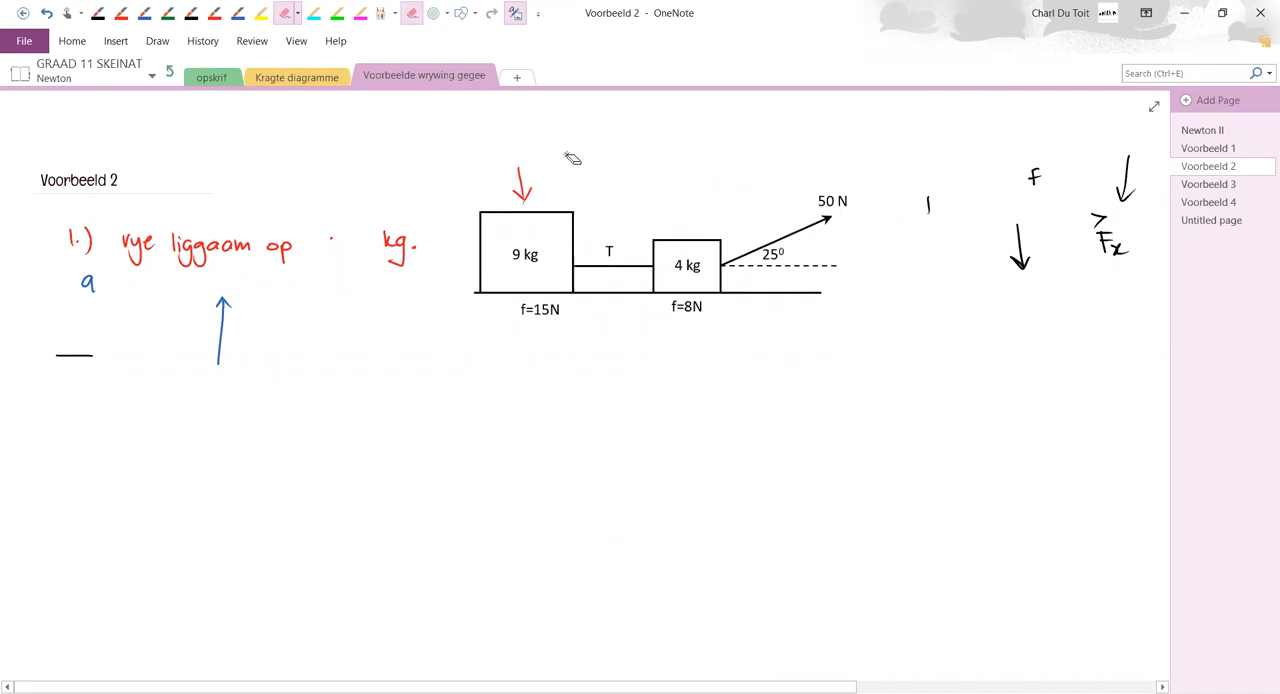 Voorbeeld 2 - OneNote
Charl Du Toit
File Home Insert Draw History Review View Help
GRAAD 11 SKEINAT
Newton
opskrif
Kragte diagramme
Voorbeelde wrywing gegee
Search (Ctrl+E)
Add Page
Newton II
Voorbeeld 1
Voorbeeld 2
Voorbeeld 3
Voorbeeld 4
Untitled page
Voorbeeld 2
1.) vye liggaam op kg.
a
9 kg
T
4 kg
50 N
25⁰
f=15N
f=8N
f
>
Fx